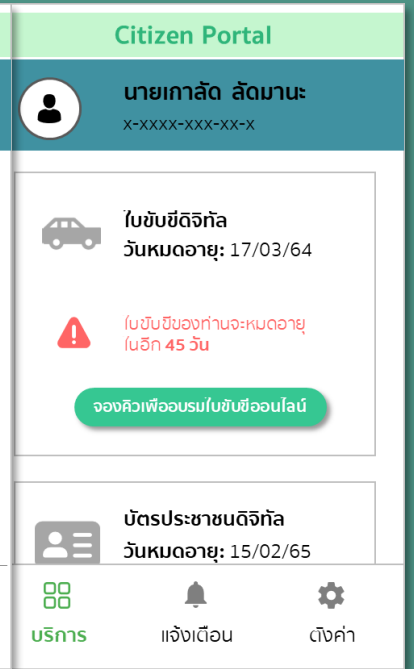 Citizen Portal
นายเกาลัด ลัดมานะ
x-xxxx-xxx-xx-x
ใบขับขี่ดิจิทัล
วันหมดอายุ: 17/03/64
ใบขับขี่ของท่านจะหมดอายุ
ในอีก 45 วัน
จองคิวเพื่ออบรมใบขับขี่ออนไลน์
บัตรประชาชนดิจิทัล
วันหมดอายุ: 15/02/65
บริการ
แจ้งเตือน
ตั้งค่า